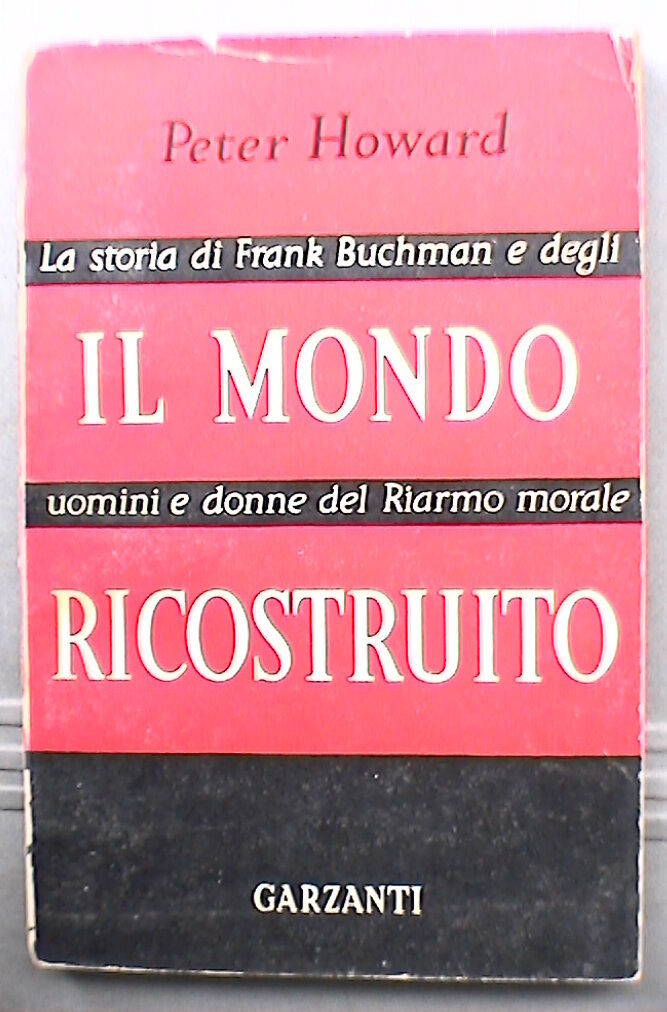 Peter Howard
La storia di Frank Buchman e degli
IL MONDO
uomini e donne del Riarmo morale
RICOSTRUITO
GARZANTI